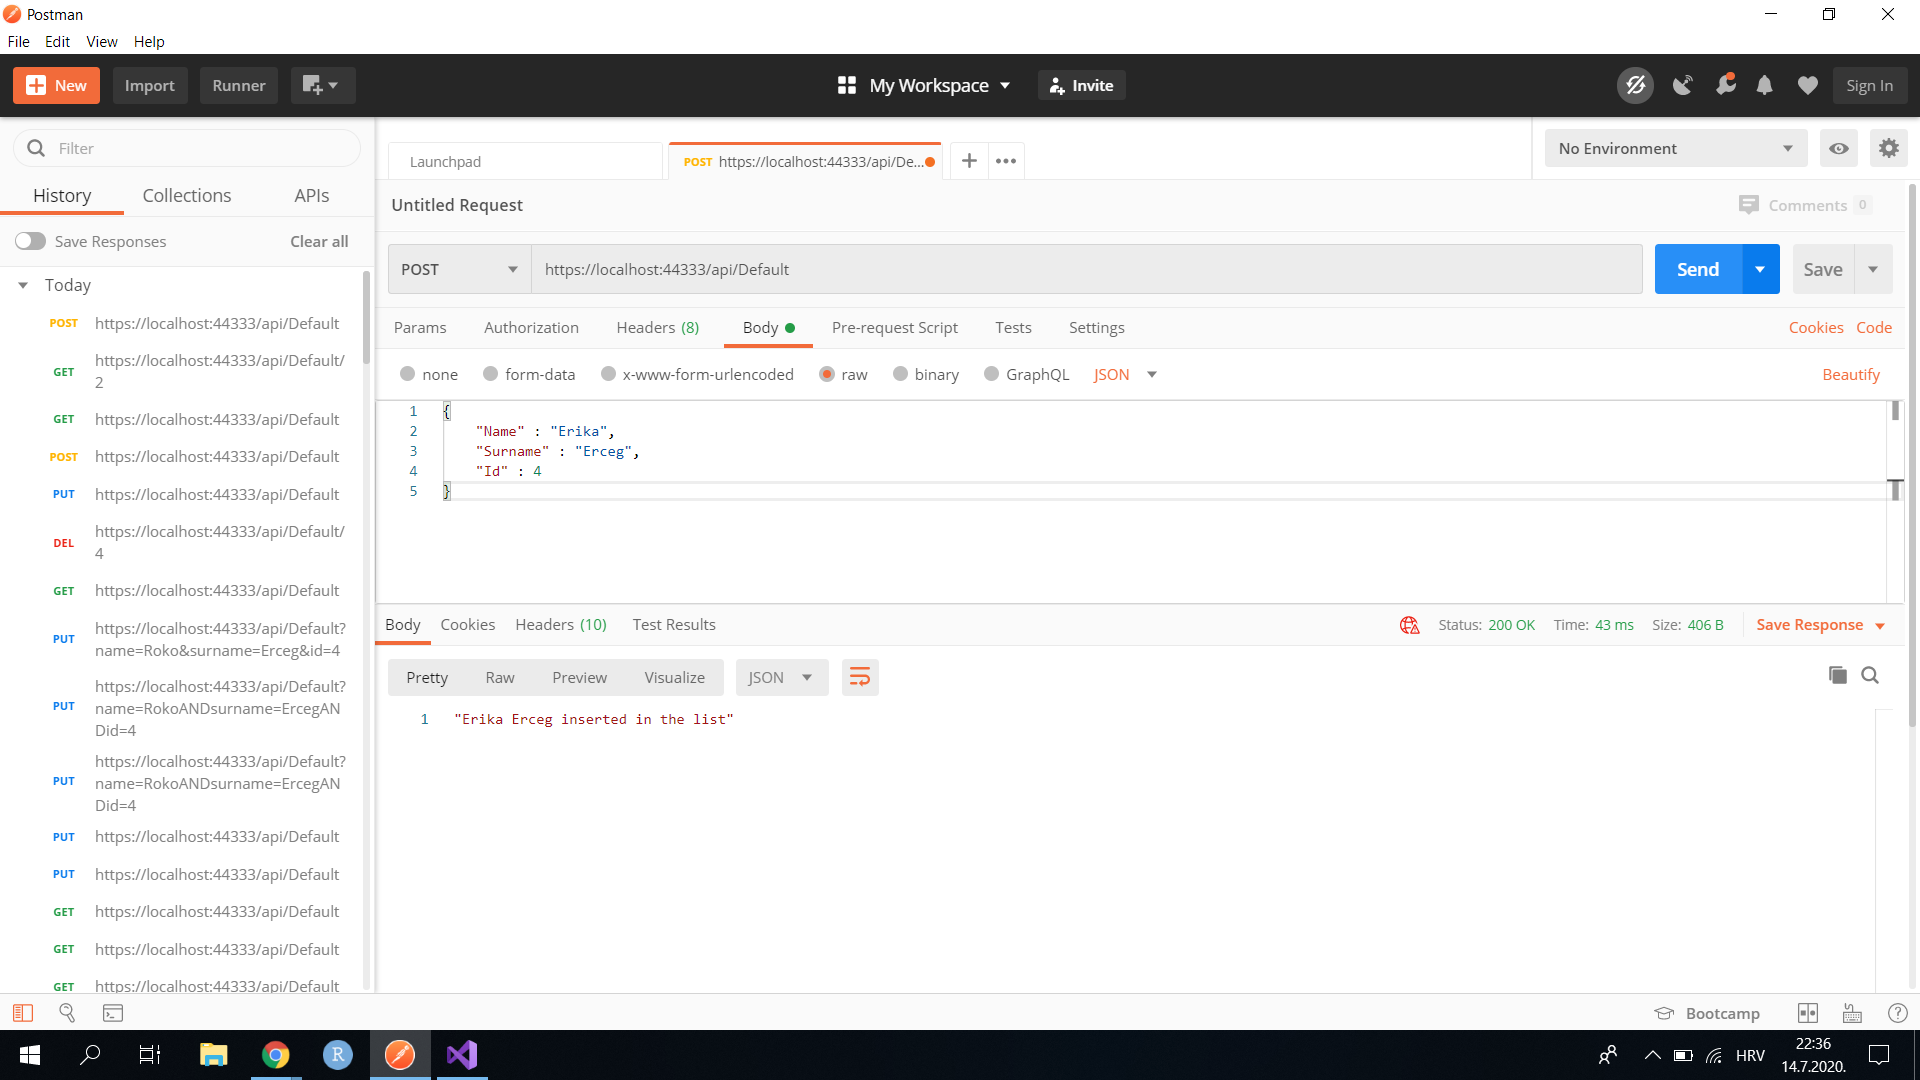 Postman
File Edit View Help
New Import Runner My Workspace Invite Sign In
Filter
History Collections APIs
Save Responses Clear all
Today
POST https://localhost:44333/api/Default
GET https://localhost:44333/api/Default/
2
GET https://localhost:44333/api/Default
POST https://localhost:44333/api/Default
PUT https://localhost:44333/api/Default
DEL https://localhost:44333/api/Default/
4
GET https://localhost:44333/api/Default
PUT https://localhost:44333/api/Default?
name=Roko&surname=Erceg&id=4
PUT https://localhost:44333/api/Default?
name=RokoANDsurname=ErcegAN
Did=4
PUT https://localhost:44333/api/Default?
name=RokoANDsurname=ErcegAN
Did=4
PUT https://localhost:44333/api/Default
PUT https://localhost:44333/api/Default
GET https://localhost:44333/api/Default
GET https://localhost:44333/api/Default
GET https://localhost:44333/api/Default
Launchpad POST https://localhost:44333/api/De... No Environment
Untitled Request Comments 0
POST https://localhost:44333/api/Default Send Save
Params Authorization Headers (8) Body Pre-request Script Tests Settings Cookies Code
none form-data x-www-form-urlencoded raw binary GraphQL JSON Beautify
1 {
2 "Name" : "Erika",
3 "Surname" : "Erceg",
4 "Id" : 4
5 }
Body Cookies Headers (10) Test Results Status: 200 OK Time: 43 ms Size: 406 B Save Response
Pretty Raw Preview Visualize JSON
1 "Erika Erceg inserted in the list"
Bootcamp
R HRV 22:36
14.7.2020.